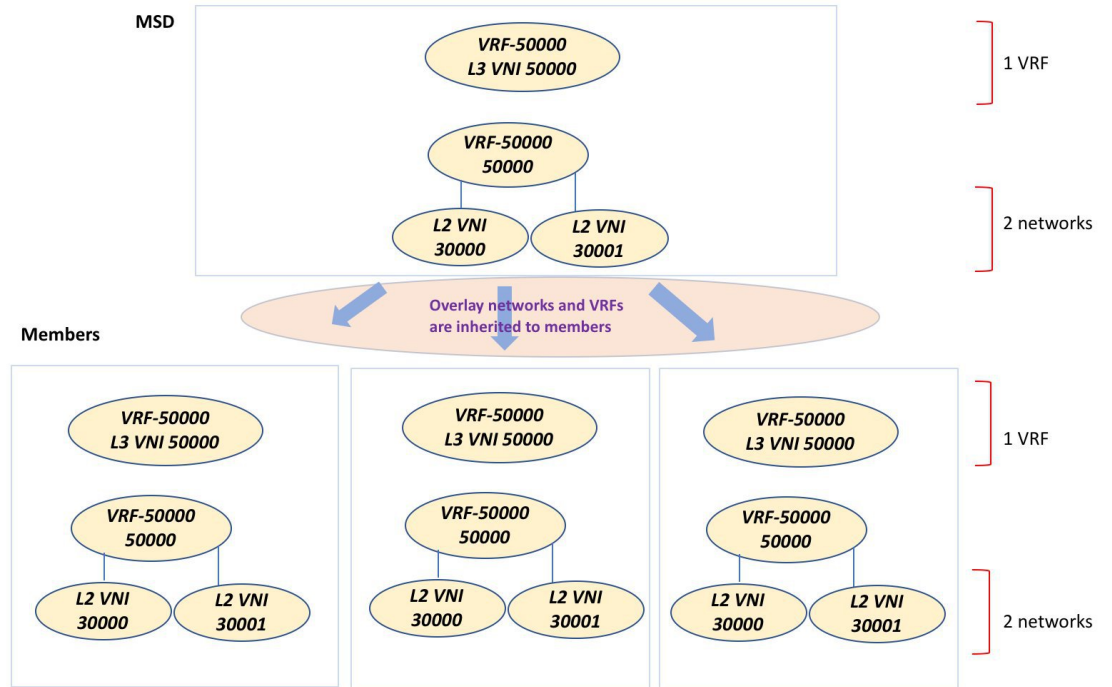 MSD
VRF-50000
L3 VNI 50000
1 VRF
VRF-50000
50000
L2 VNI
30000
L2 VNI
30001
2 networks
Overlay networks and VRFs
are inherited to members
Members
VRF-50000
L3 VNI 50000
VRF-50000
L3 VNI 50000
VRF-50000
L3 VNI 50000
1 VRF
VRF-50000
50000
VRF-50000
50000
VRF-50000
50000
L2 VNI
30000
L2 VNI
30001
L2 VNI
30000
L2 VNI
30001
L2 VNI
30000
L2 VNI
30001
2 networks